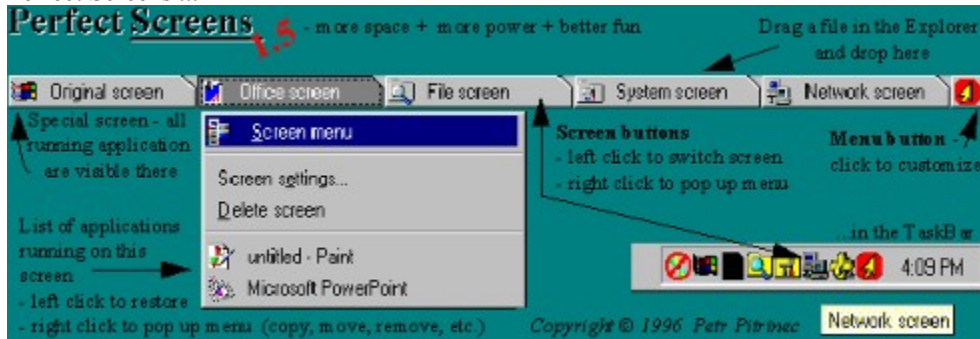 Perfect Screens 1.5 - more space + more power + better fun
Drag a file in the Explorer
and drop here
Original screen
Office screen
File screen
System screen
Network screen
Special screen - all
running application
are visible there
Screen menu
Screen settings...
Delete screen
untitled - Paint
Microsoft PowerPoint
Screen buttons
- left click to switch screen
- right click to pop up menu
Menu button -
click to customize
List of applications
running on this
screen
- left click to restore
- right click to pop up menu (copy, move, remove, etc.)
...in the TaskBar
4:09 PM
Network screen
Copyright © 1996 Petr Pitrinec